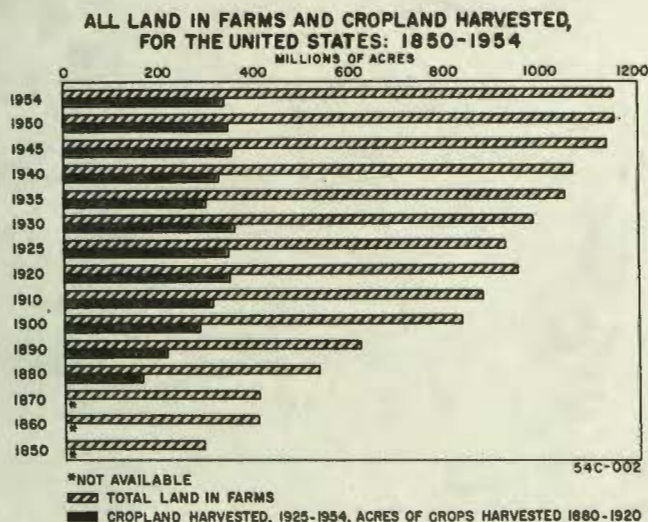 ALL LAND IN FARMS AND CROPLAND HARVESTED,
FOR THE UNITED STATES: 1850-1954
MILLIONS OF ACRES
0 200 400 600 800 1000 1200
1954
1950
1945
1940
1935
1930
1925
1920
1910
1900
1890
1880
1870 *
1860 *
1850 *
54C-002
*NOT AVAILABLE
TOTAL LAND IN FARMS
CROPLAND HARVESTED, 1925-1954, ACRES OF CROPS HARVESTED 1880-1920